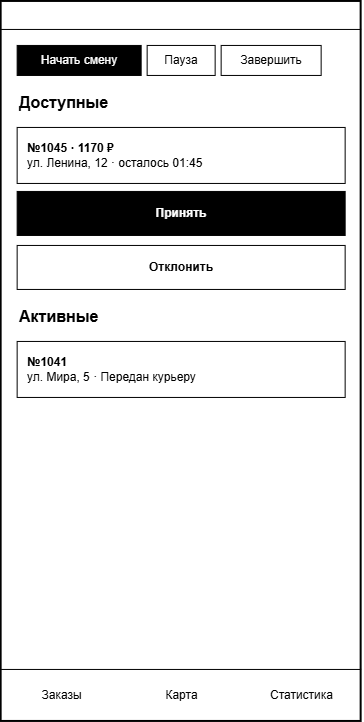 Начать смену Пауза Завершить
Доступные
№1045 · 1170 ₽
ул. Ленина, 12 · осталось 01:45
Принять
Отклонить
Активные
№1041
ул. Мира, 5 · Передан курьеру
Заказы Карта Статистика